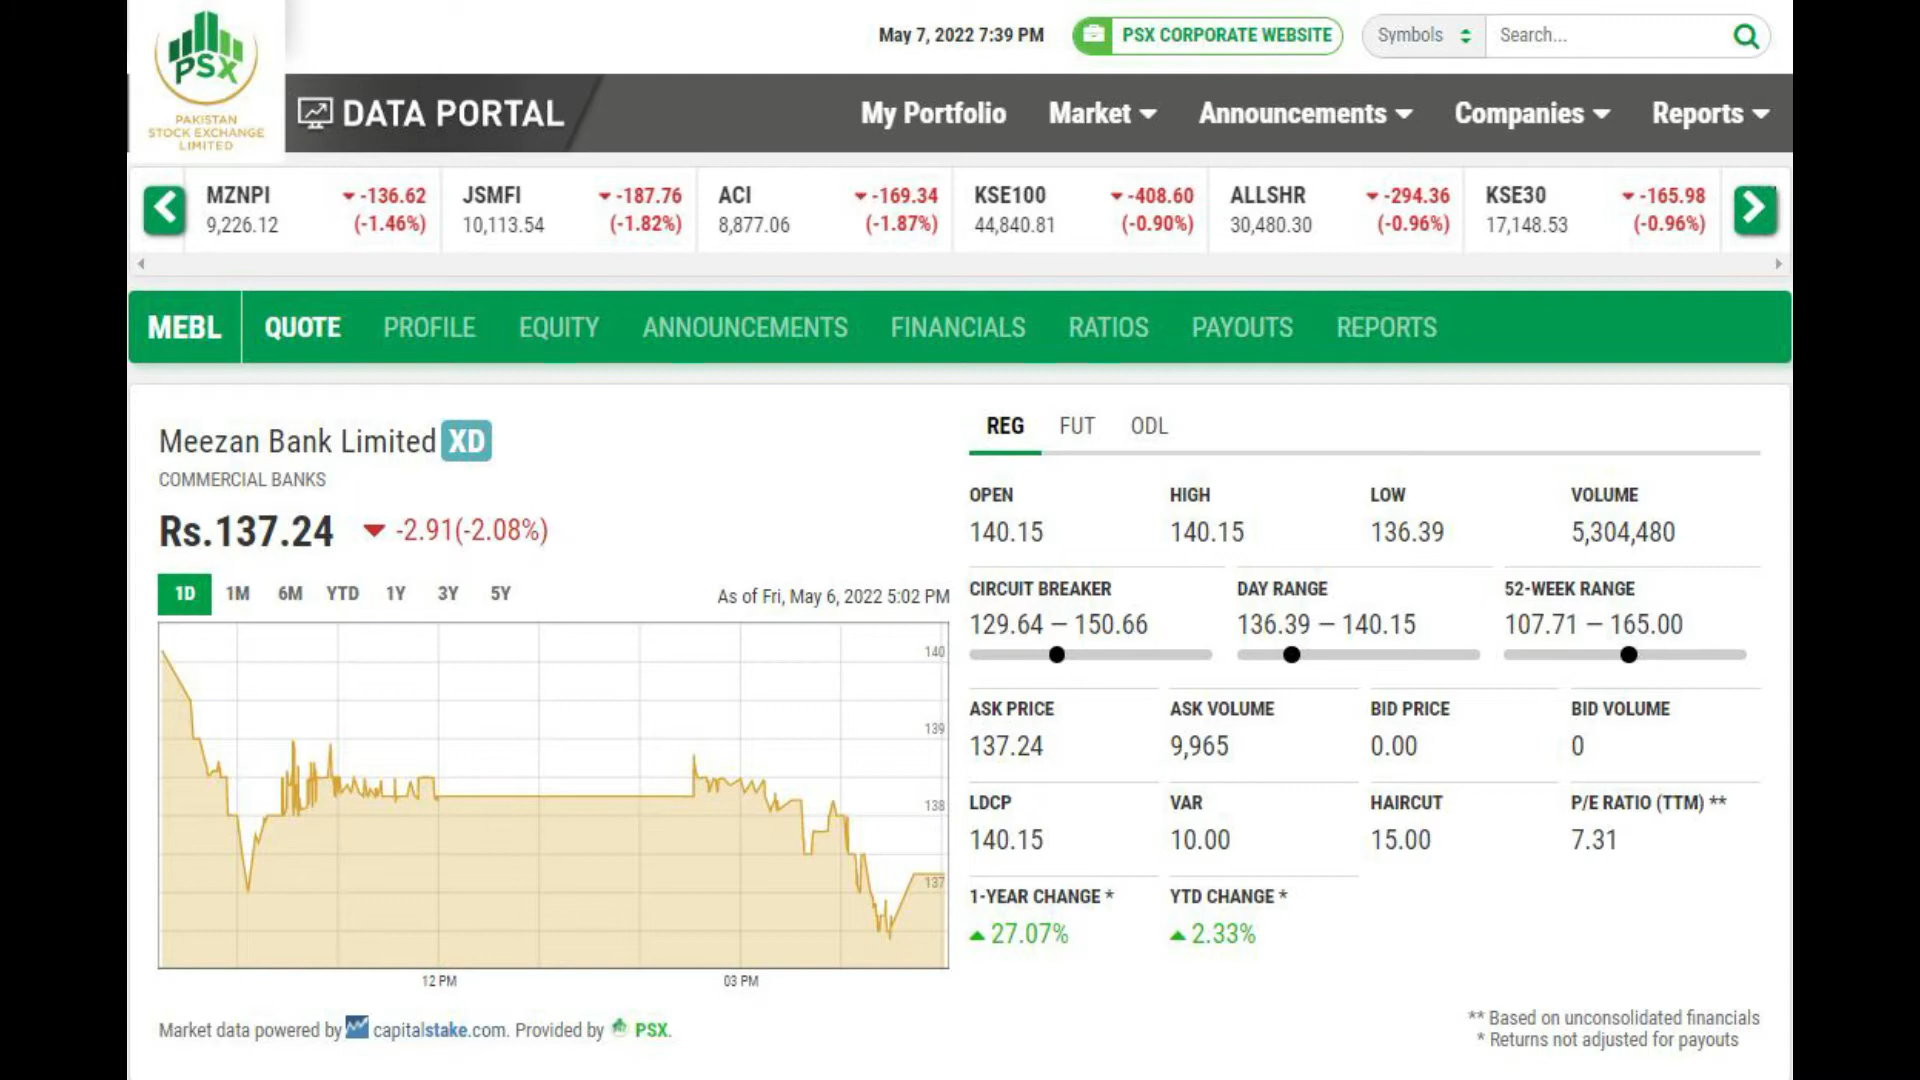 PSX
PAKISTAN
STOCK EXCHANGE
LIMITED
May 7, 2022 7:39 PM
PSX CORPORATE WEBSITE
Symbols
Search...
DATA PORTAL
My Portfolio
Market
Announcements
Companies
Reports
MZNPI -136.62
9,226.12 (-1.46%)
JSMFI -187.76
10,113.54 (-1.82%)
ACI -169.34
8,877.06 (-1.87%)
KSE100 -408.60
44,840.81 (-0.90%)
ALLSHR -294.36
30,480.30 (-0.96%)
KSE30 -165.98
17,148.53 (-0.96%)
MEBL QUOTE PROFILE EQUITY ANNOUNCEMENTS FINANCIALS RATIOS PAYOUTS REPORTS
Meezan Bank Limited XD
COMMERCIAL BANKS
Rs.137.24 -2.91(-2.08%)
1D 1M 6M YTD 1Y 3Y 5Y
As of Fri, May 6, 2022 5:02 PM
140
139
138
137
12 PM 03 PM
Market data powered by capitalstake.com. Provided by PSX.
REG FUT ODL
OPEN HIGH LOW VOLUME
140.15 140.15 136.39 5,304,480
CIRCUIT BREAKER DAY RANGE 52-WEEK RANGE
129.64 — 150.66 136.39 — 140.15 107.71 — 165.00
ASK PRICE ASK VOLUME BID PRICE BID VOLUME
137.24 9,965 0.00 0
LDCP VAR HAIRCUT P/E RATIO (TTM) **
140.15 10.00 15.00 7.31
1-YEAR CHANGE * YTD CHANGE *
27.07% 2.33%
** Based on unconsolidated financials
* Returns not adjusted for payouts